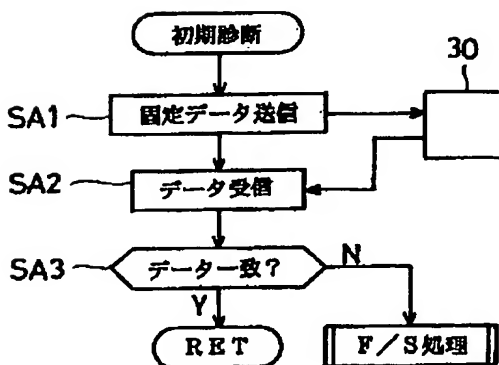 初期診断
30
SA1
固定データ送信
SA2
データ受信
SA3
データ一致?
N
Y
RET
F/S処理